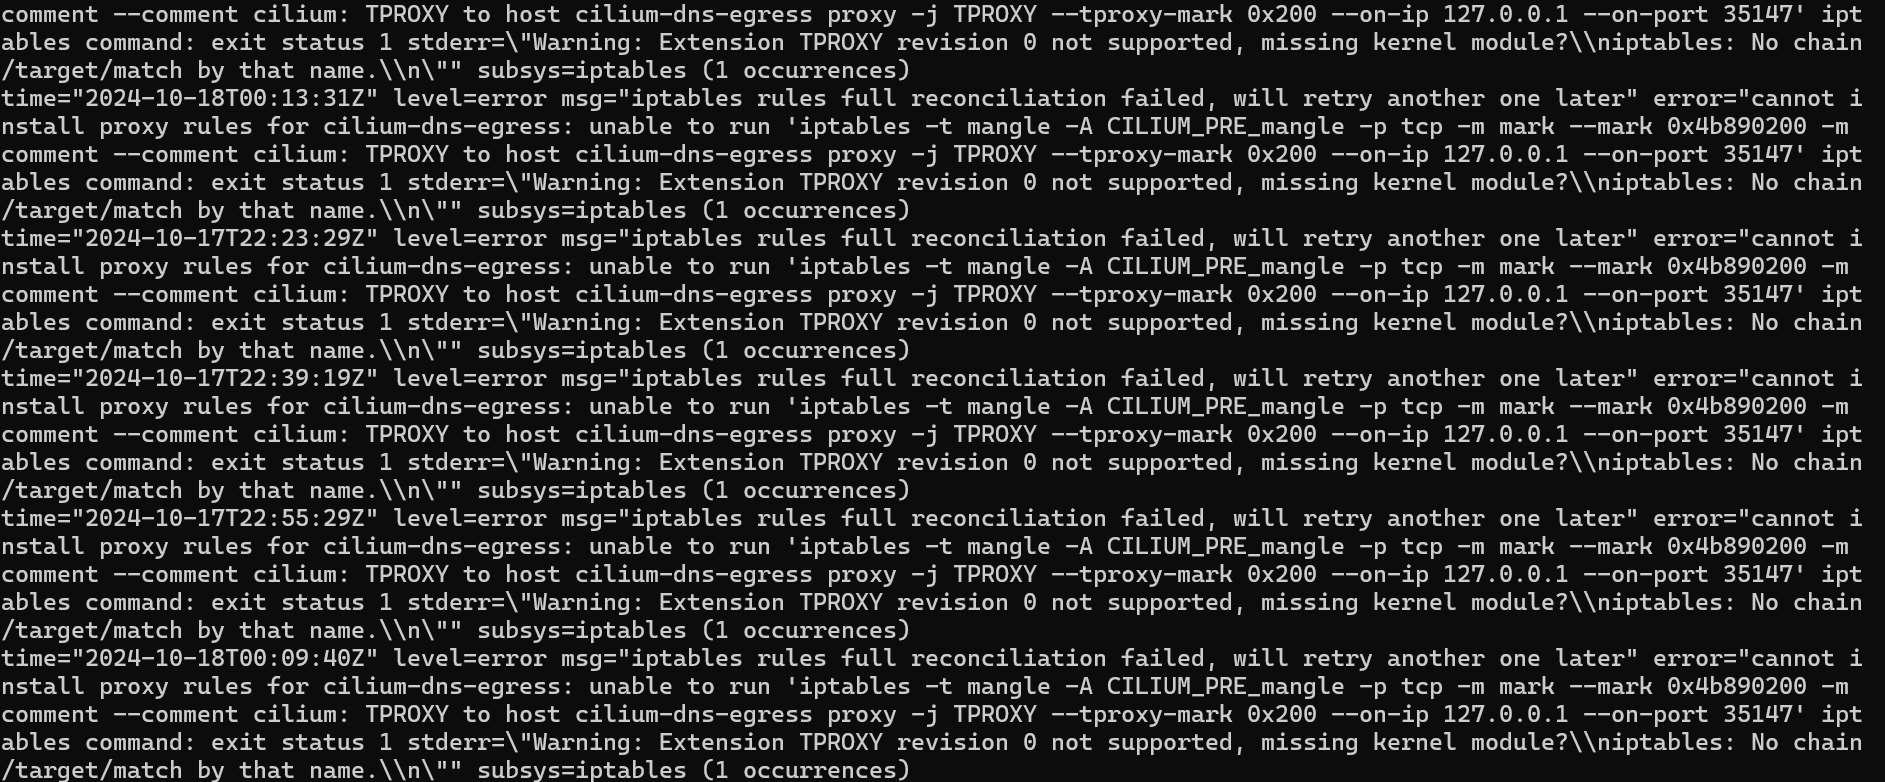 comment --comment cilium: TPROXY to host cilium-dns-egress proxy -j TPROXY --tproxy-mark 0x200 --on-ip 127.0.0.1 --on-port 35147' ipt
ables command: exit status 1 stderr=\"Warning: Extension TPROXY revision 0 not supported, missing kernel module?\\niptables: No chain
/target/match by that name.\\n\"" subsys=iptables (1 occurrences)
time="2024-10-18T00:13:31Z" level=error msg="iptables rules full reconciliation failed, will retry another one later" error="cannot i
nstall proxy rules for cilium-dns-egress: unable to run 'iptables -t mangle -A CILIUM_PRE_mangle -p tcp -m mark --mark 0x4b890200 -m
comment --comment cilium: TPROXY to host cilium-dns-egress proxy -j TPROXY --tproxy-mark 0x200 --on-ip 127.0.0.1 --on-port 35147' ipt
ables command: exit status 1 stderr=\"Warning: Extension TPROXY revision 0 not supported, missing kernel module?\\niptables: No chain
/target/match by that name.\\n\"" subsys=iptables (1 occurrences)
time="2024-10-17T22:23:29Z" level=error msg="iptables rules full reconciliation failed, will retry another one later" error="cannot i
nstall proxy rules for cilium-dns-egress: unable to run 'iptables -t mangle -A CILIUM_PRE_mangle -p tcp -m mark --mark 0x4b890200 -m
comment --comment cilium: TPROXY to host cilium-dns-egress proxy -j TPROXY --tproxy-mark 0x200 --on-ip 127.0.0.1 --on-port 35147' ipt
ables command: exit status 1 stderr=\"Warning: Extension TPROXY revision 0 not supported, missing kernel module?\\niptables: No chain
/target/match by that name.\\n\"" subsys=iptables (1 occurrences)
time="2024-10-17T22:39:19Z" level=error msg="iptables rules full reconciliation failed, will retry another one later" error="cannot i
nstall proxy rules for cilium-dns-egress: unable to run 'iptables -t mangle -A CILIUM_PRE_mangle -p tcp -m mark --mark 0x4b890200 -m
comment --comment cilium: TPROXY to host cilium-dns-egress proxy -j TPROXY --tproxy-mark 0x200 --on-ip 127.0.0.1 --on-port 35147' ipt
ables command: exit status 1 stderr=\"Warning: Extension TPROXY revision 0 not supported, missing kernel module?\\niptables: No chain
/target/match by that name.\\n\"" subsys=iptables (1 occurrences)
time="2024-10-17T22:55:29Z" level=error msg="iptables rules full reconciliation failed, will retry another one later" error="cannot i
nstall proxy rules for cilium-dns-egress: unable to run 'iptables -t mangle -A CILIUM_PRE_mangle -p tcp -m mark --mark 0x4b890200 -m
comment --comment cilium: TPROXY to host cilium-dns-egress proxy -j TPROXY --tproxy-mark 0x200 --on-ip 127.0.0.1 --on-port 35147' ipt
ables command: exit status 1 stderr=\"Warning: Extension TPROXY revision 0 not supported, missing kernel module?\\niptables: No chain
/target/match by that name.\\n\"" subsys=iptables (1 occurrences)
time="2024-10-18T00:09:40Z" level=error msg="iptables rules full reconciliation failed, will retry another one later" error="cannot i
nstall proxy rules for cilium-dns-egress: unable to run 'iptables -t mangle -A CILIUM_PRE_mangle -p tcp -m mark --mark 0x4b890200 -m
comment --comment cilium: TPROXY to host cilium-dns-egress proxy -j TPROXY --tproxy-mark 0x200 --on-ip 127.0.0.1 --on-port 35147' ipt
ables command: exit status 1 stderr=\"Warning: Extension TPROXY revision 0 not supported, missing kernel module?\\niptables: No chain
/target/match by that name.\\n\"" subsys=iptables (1 occurrences)